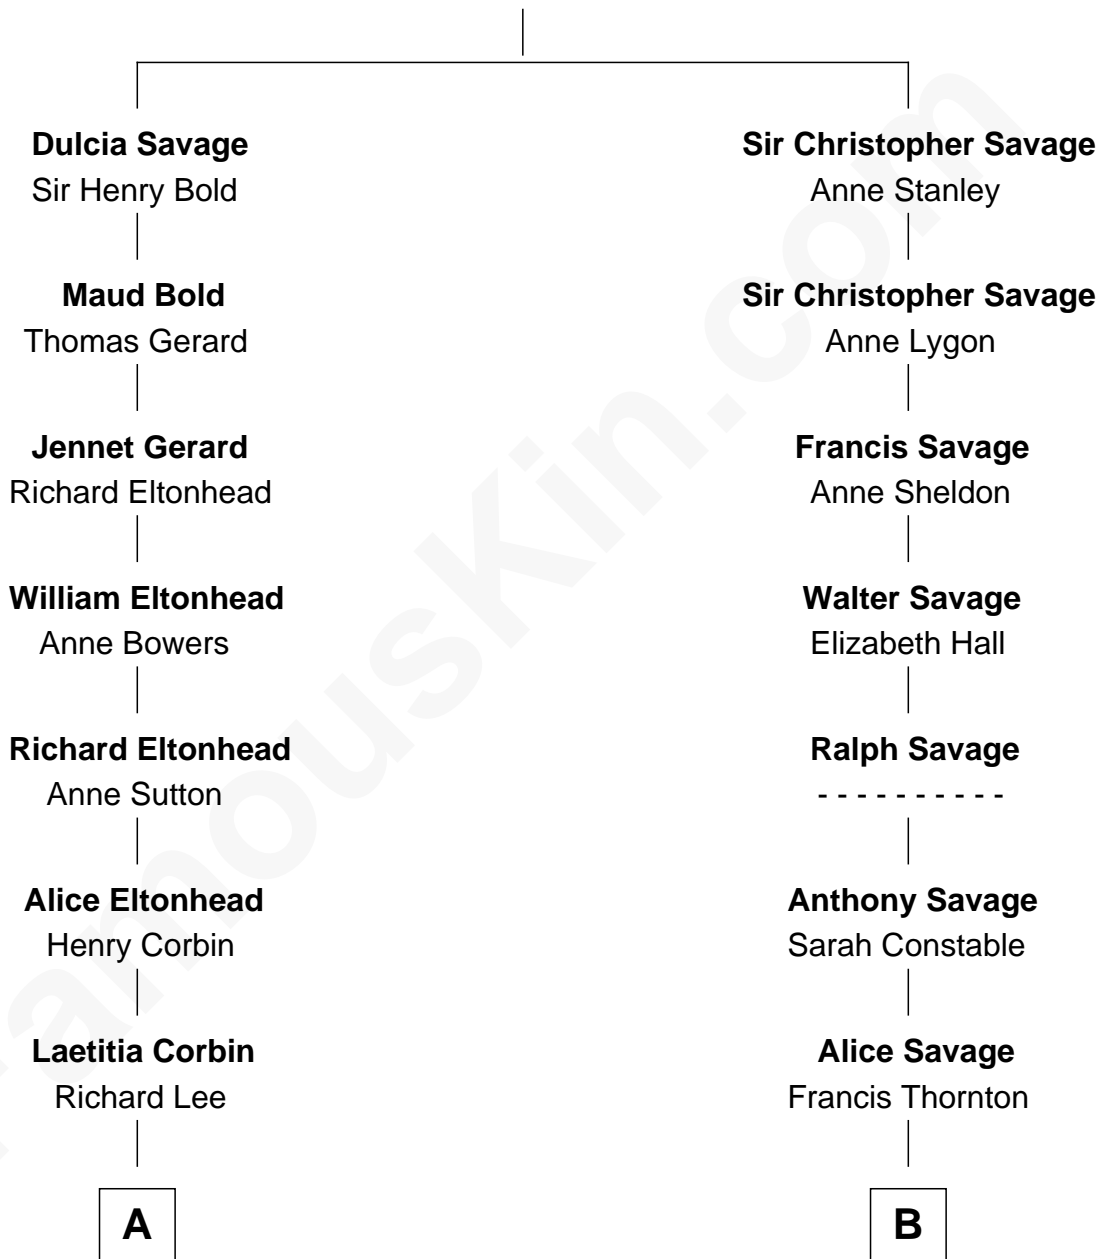 Dulcia Savage
Sir Henry Bold
Maud Bold
Thomas Gerard
Jennet Gerard
Richard Eltonhead
William Eltonhead
Anne Bowers
Richard Eltonhead
Anne Sutton
Alice Eltonhead
Henry Corbin
Laetitia Corbin
Richard Lee
A
Sir Christopher Savage
Anne Stanley
Sir Christopher Savage
Anne Lygon
Francis Savage
Anne Sheldon
Walter Savage
Elizabeth Hall
Ralph Savage
- - - - - - - - - -
Anthony Savage
Sarah Constable
Alice Savage
Francis Thornton
B
FamousKin.com